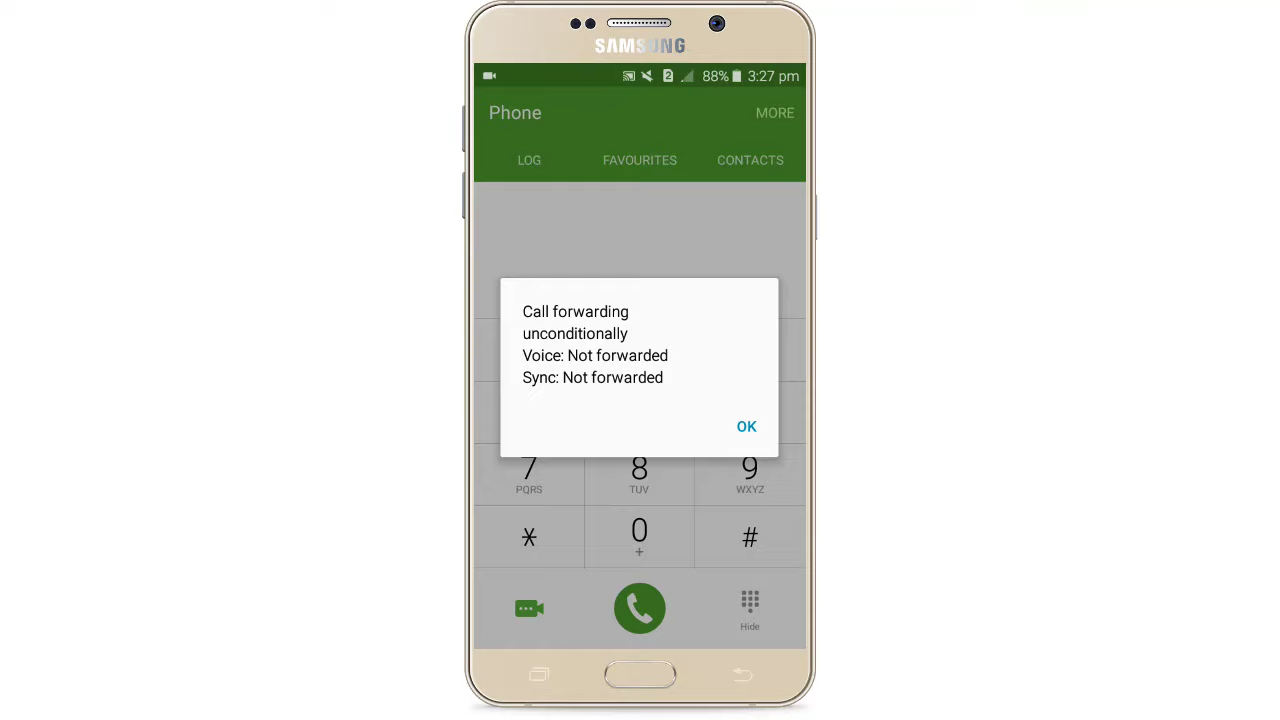 SAMSUNG
2 88% 3:27 pm
Phone MORE
LOG FAVOURITES CONTACTS
Call forwarding
unconditionally
Voice: Not forwarded
Sync: Not forwarded
OK
7 8 9
PQRS TUV WXYZ
* 0 #
+
Hide